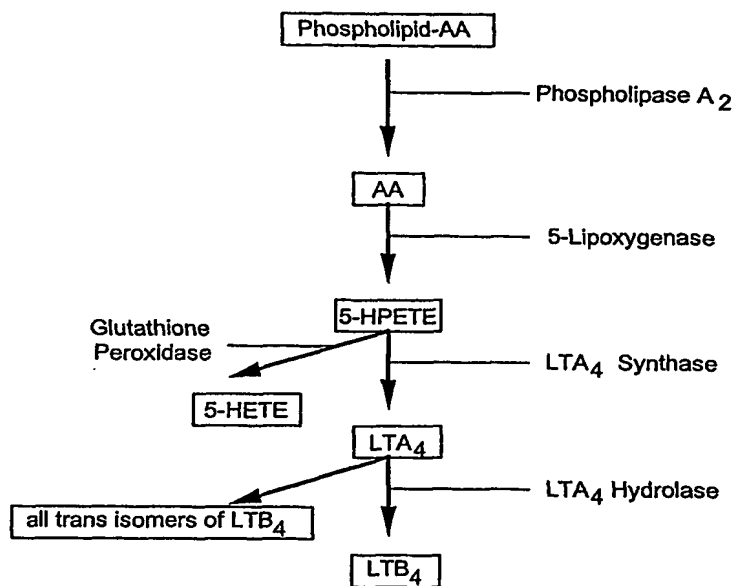 Phospholipid-AA
Phospholipase A2
AA
5-Lipoxygenase
5-HPETE
Glutathione
Peroxidase
LTA4 Synthase
5-HETE
LTA4
LTA4 Hydrolase
all trans isomers of LTB4
LTB4